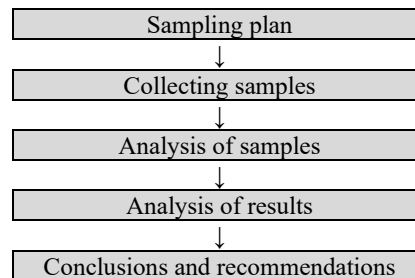 Sampling plan
↓
Collecting samples
↓
Analysis of samples
↓
Analysis of results
↓
Conclusions and recommendations